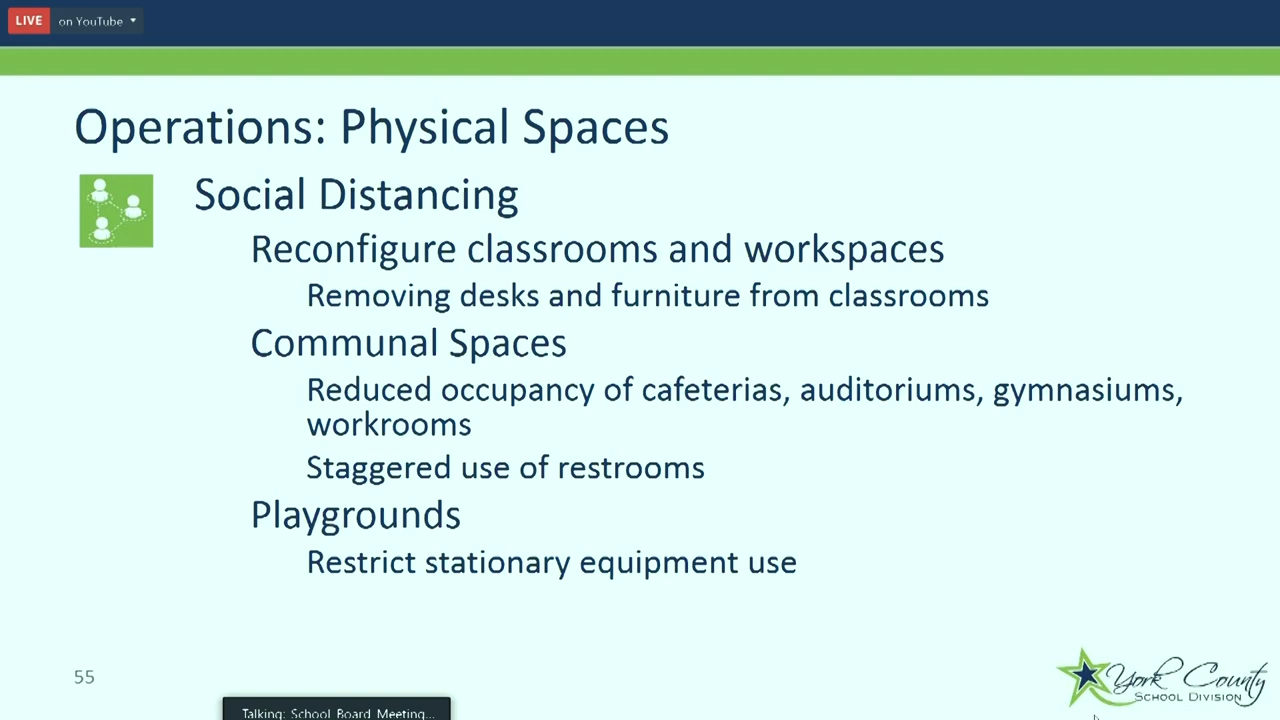 LIVE on YouTube
Operations: Physical Spaces
Social Distancing
Reconfigure classrooms and workspaces
Removing desks and furniture from classrooms
Communal Spaces
Reduced occupancy of cafeterias, auditoriums, gymnasiums,
workrooms
Staggered use of restrooms
Playgrounds
Restrict stationary equipment use
55
York County
SCHOOL DIVISION
Talking: School Board Meeting...